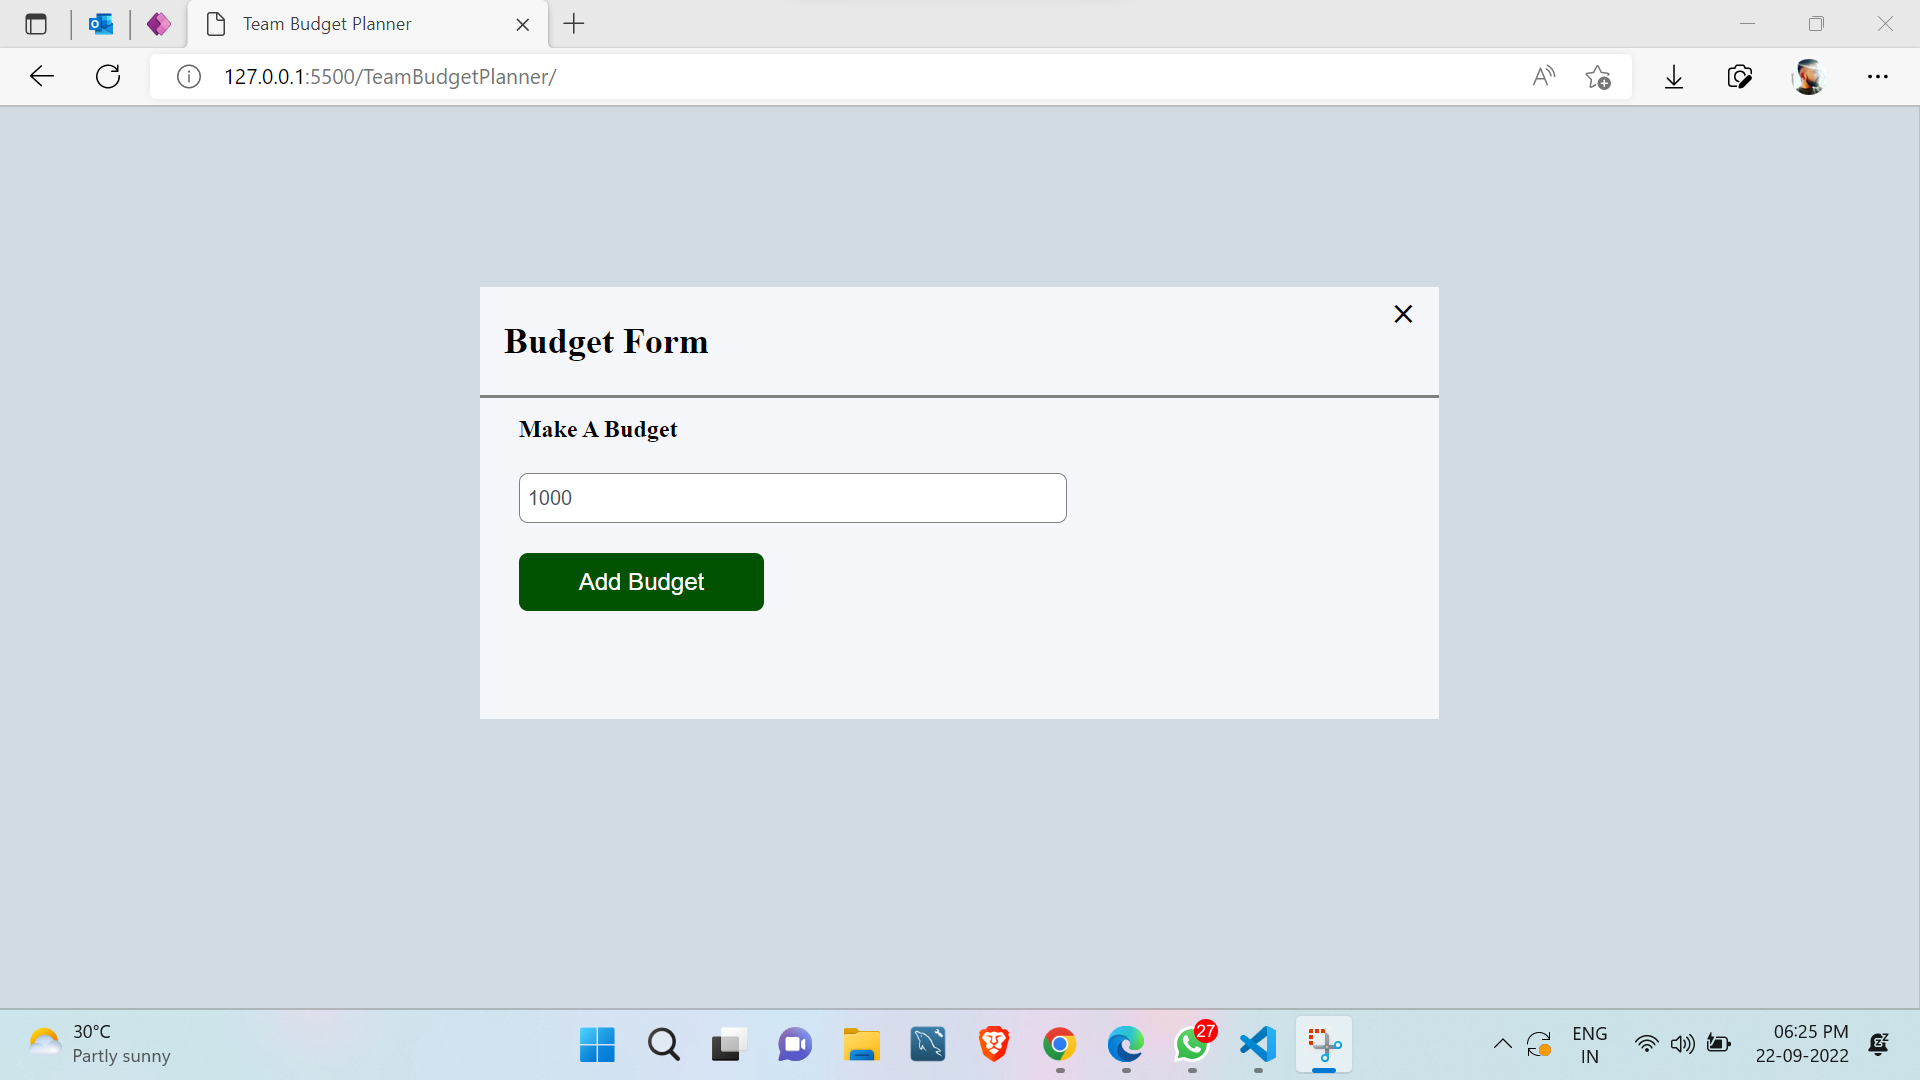 Team Budget Planner
127.0.0.1:5500/TeamBudgetPlanner/
Budget Form
Make A Budget
1000
Add Budget
30°C
Partly sunny
27
ENG
IN
06:25 PM
22-09-2022